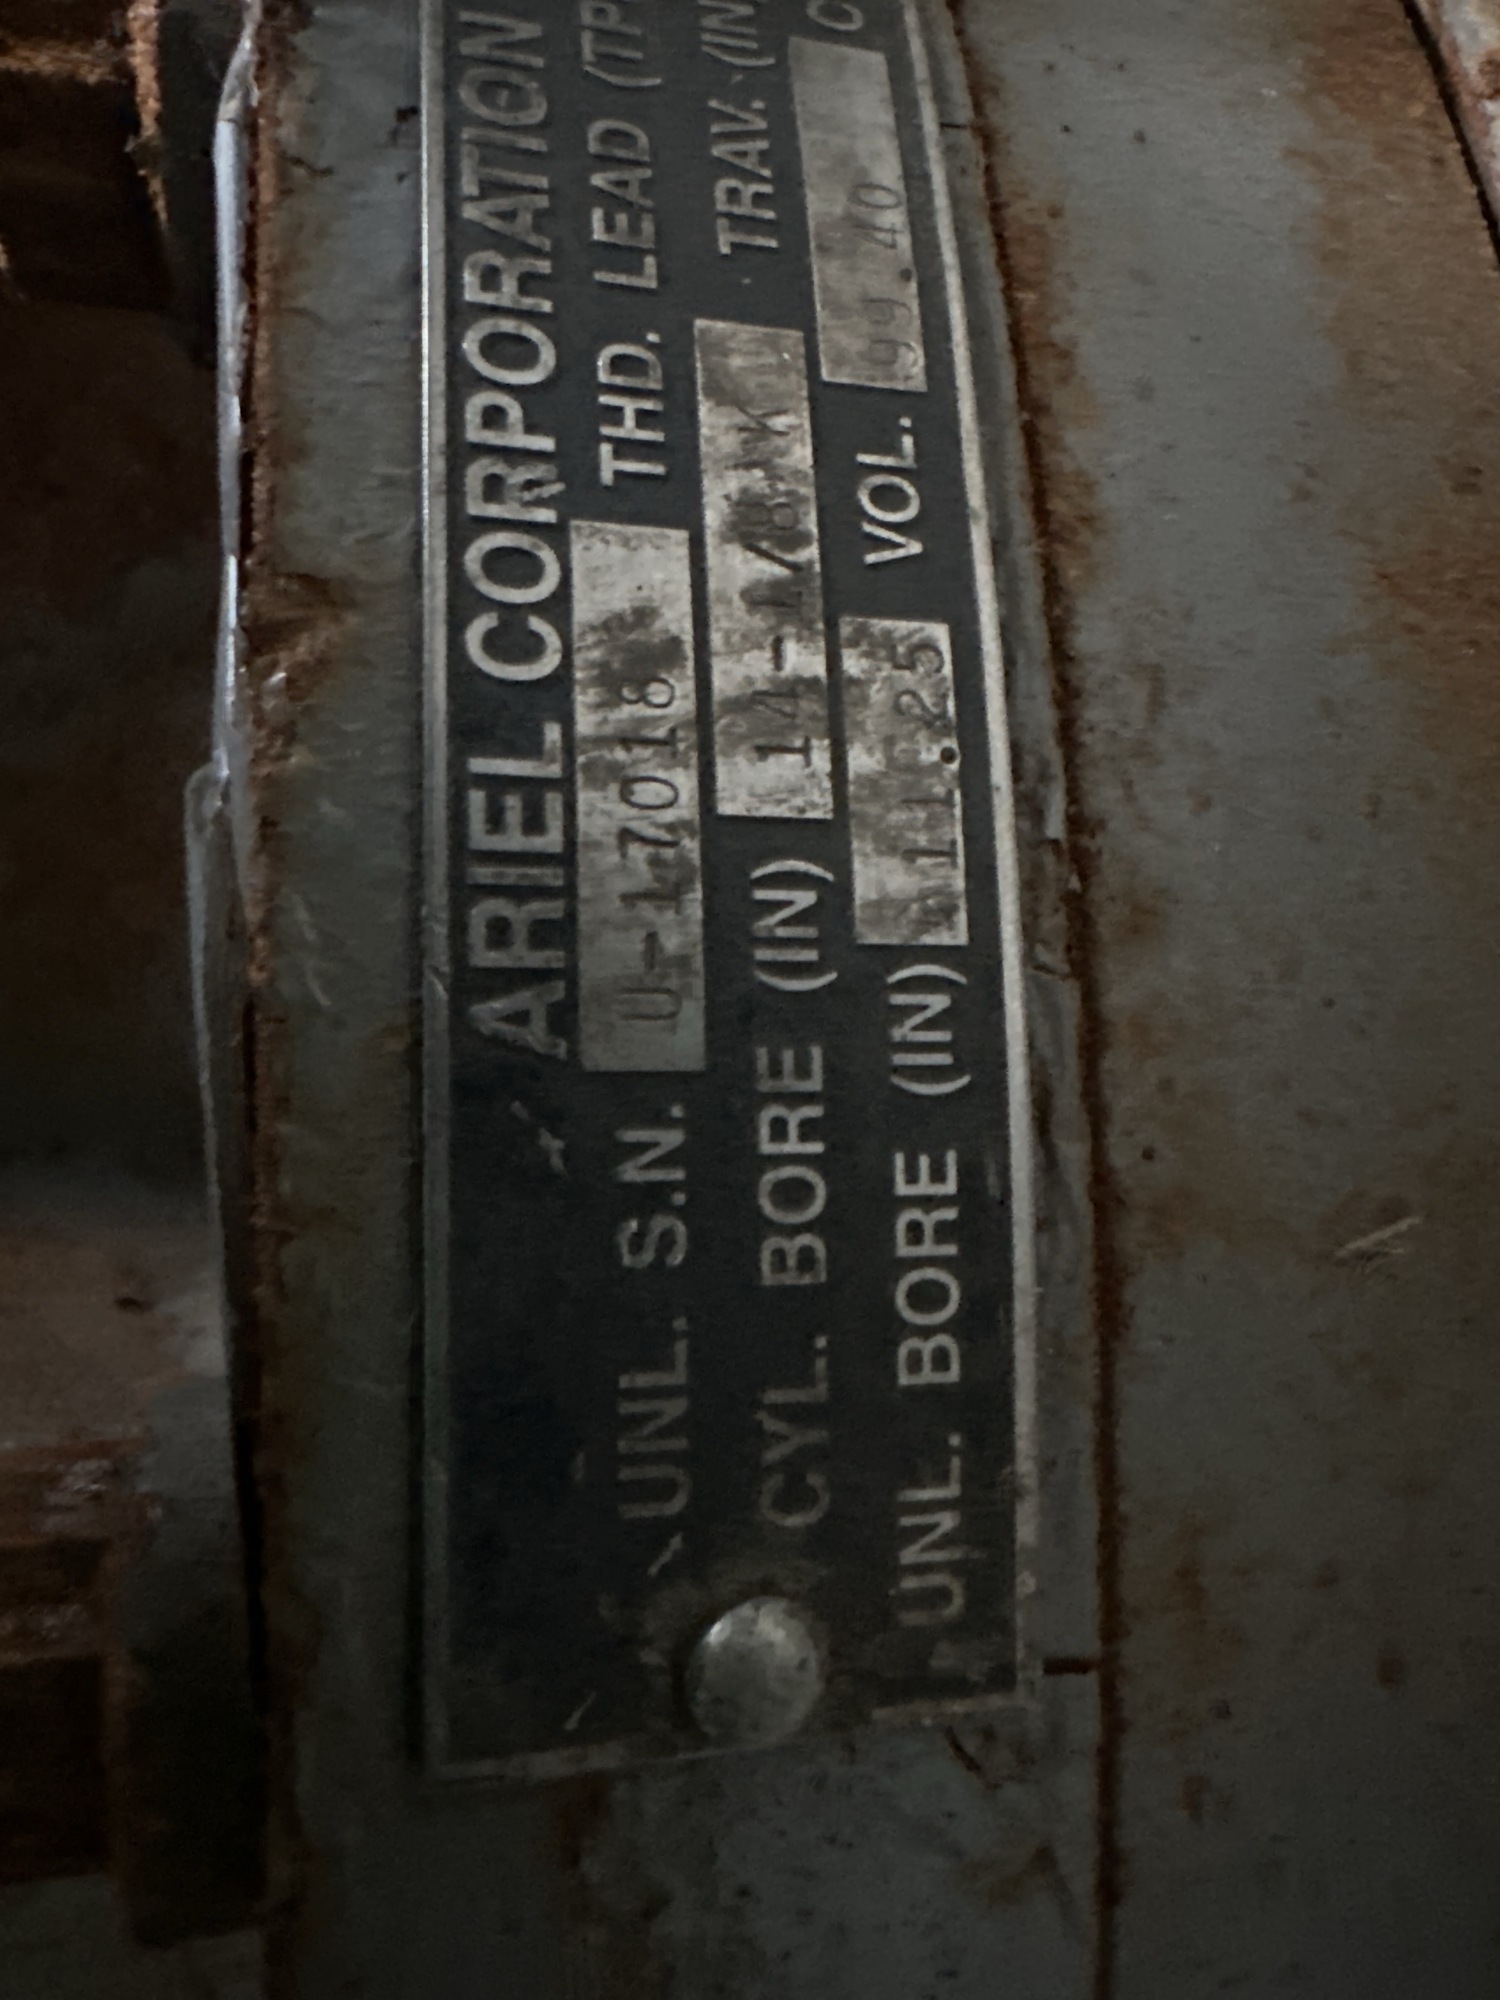 ARIEL CORPORATION
UNL. S.N. U-17018 THD. LEAD (TP
CYL. BORE (IN) 14-1/8 K TRAV. (IN
UNL. BORE (IN) 11.25 VOL. 99.40 C